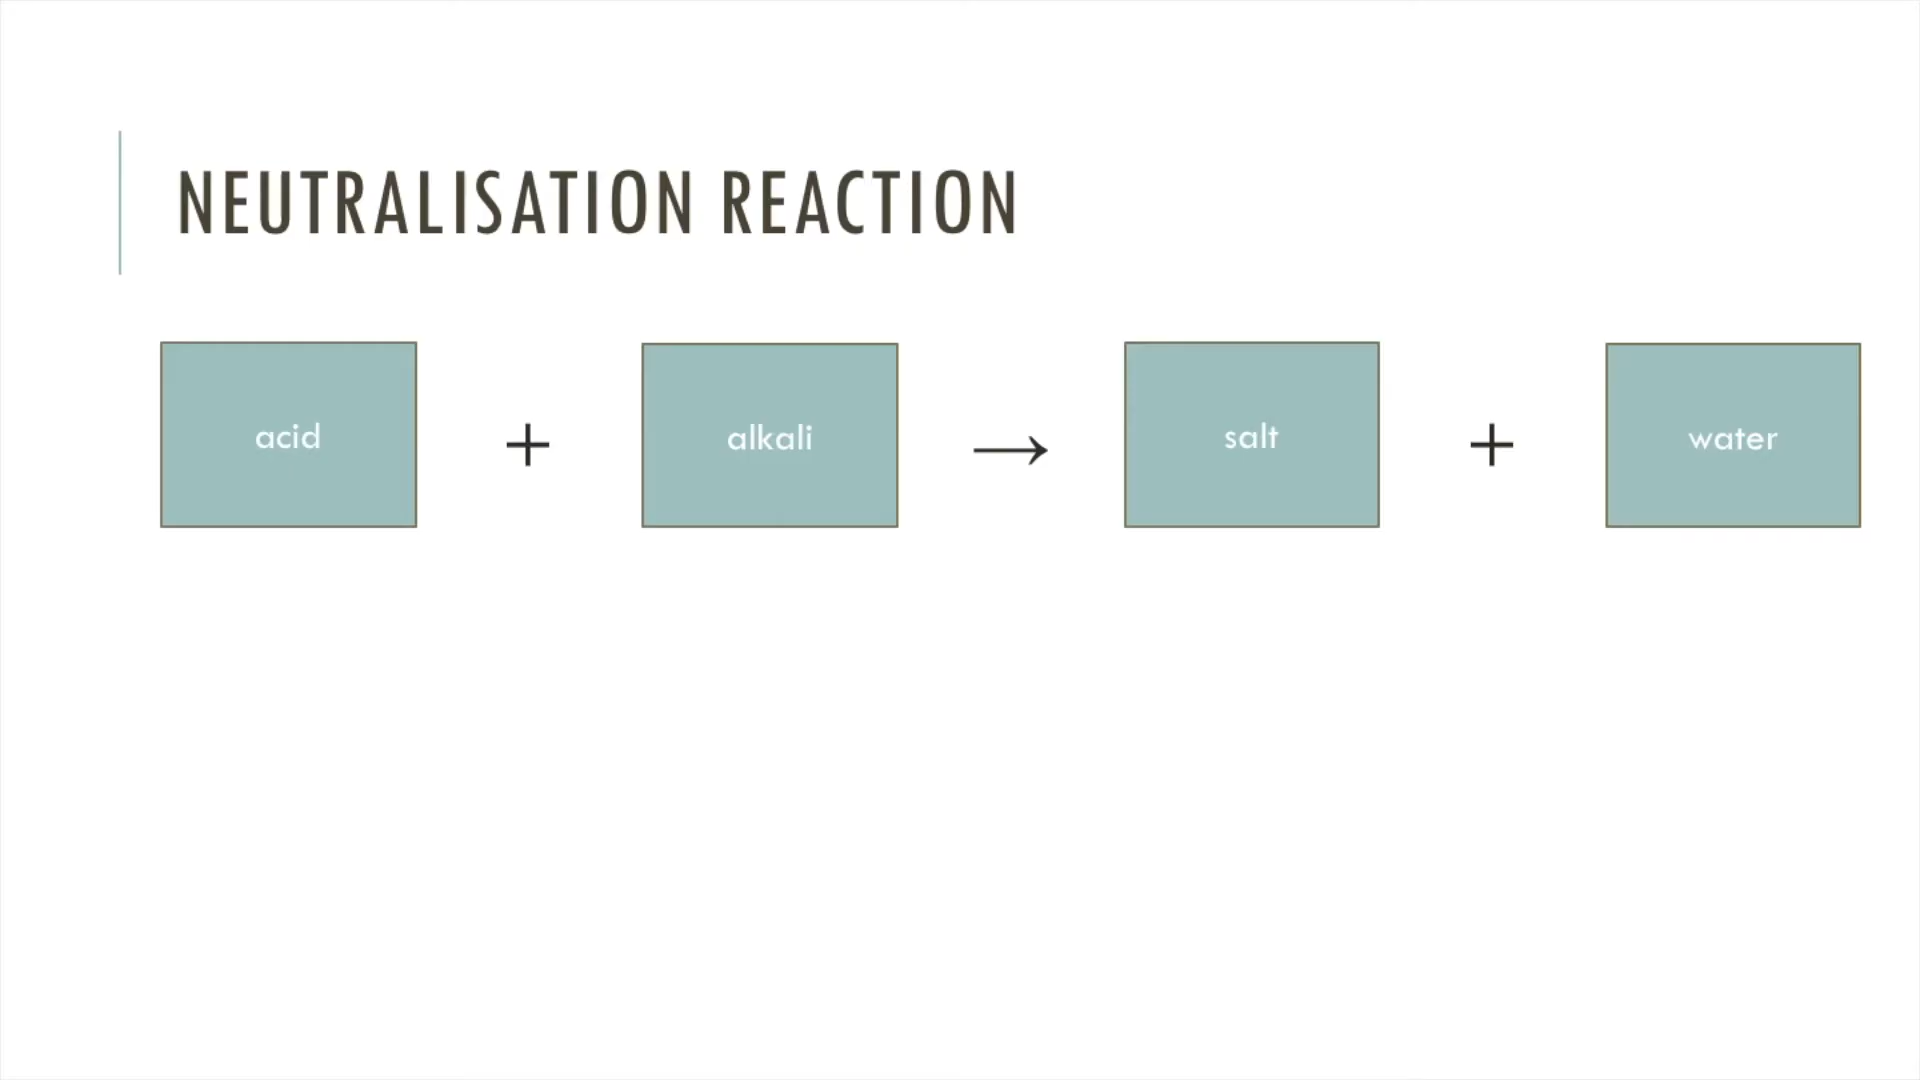 NEUTRALISATION REACTION
acid + alkali → salt + water